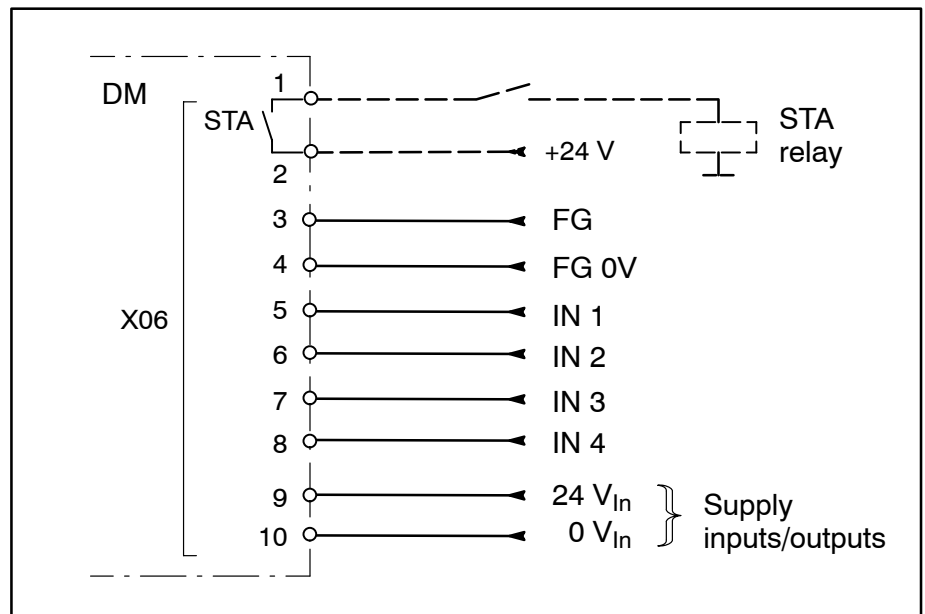 DM
1
STA
STA
relay
2
+24 V
3
FG
4
FG 0V
X06
5
IN 1
6
IN 2
7
IN 3
8
IN 4
9
24 VIn
Supply
inputs/outputs
10
0 VIn